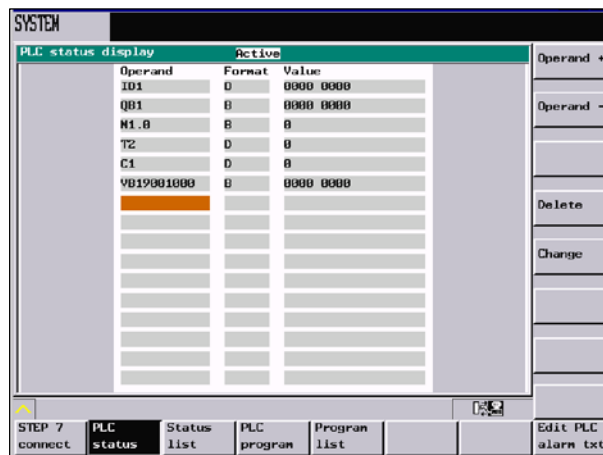 SYSTEM
PLC status display Active
Operand Format Value
ID1 D 0000 0000
QB1 B 0000 0000
M1.0 B 0
T2 D 0
C1 D 0
VB19001000 B 0000 0000
Operand +
Operand -
Delete
Change
STEP 7 connect
PLC status
Status list
PLC program
Program list
Edit PLC alarm txt